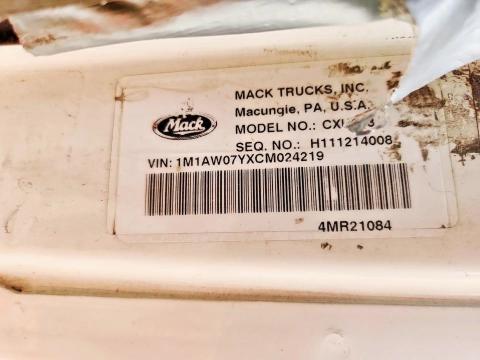 MACK TRUCKS, INC.
Macungie, PA, U.S.A.
Mack
MODEL NO.:
SEQ. NO.: H111214008
VIN: 1M1AW07YXCM024219
4MR21084